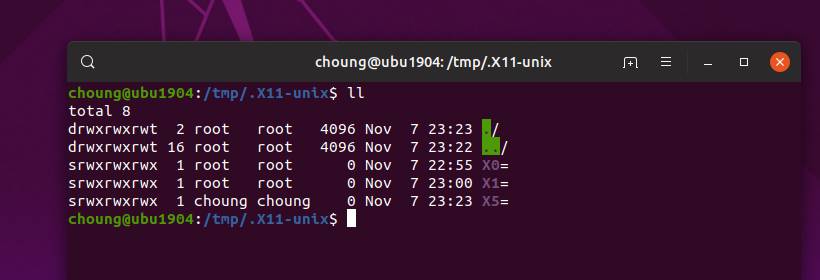 choung@ubu1904: /tmp/.X11-unix
choung@ubu1904:/tmp/.X11-unix$ ll
total 8
drwxrwxrwt  2 root   root   4096 Nov  7 23:23 ./
drwxrwxrwt 16 root   root   4096 Nov  7 23:22 ../
srwxrwxrwx  1 root   root      0 Nov  7 22:55 X0=
srwxrwxrwx  1 root   root      0 Nov  7 23:00 X1=
srwxrwxrwx  1 choung choung    0 Nov  7 23:23 X5=
choung@ubu1904:/tmp/.X11-unix$